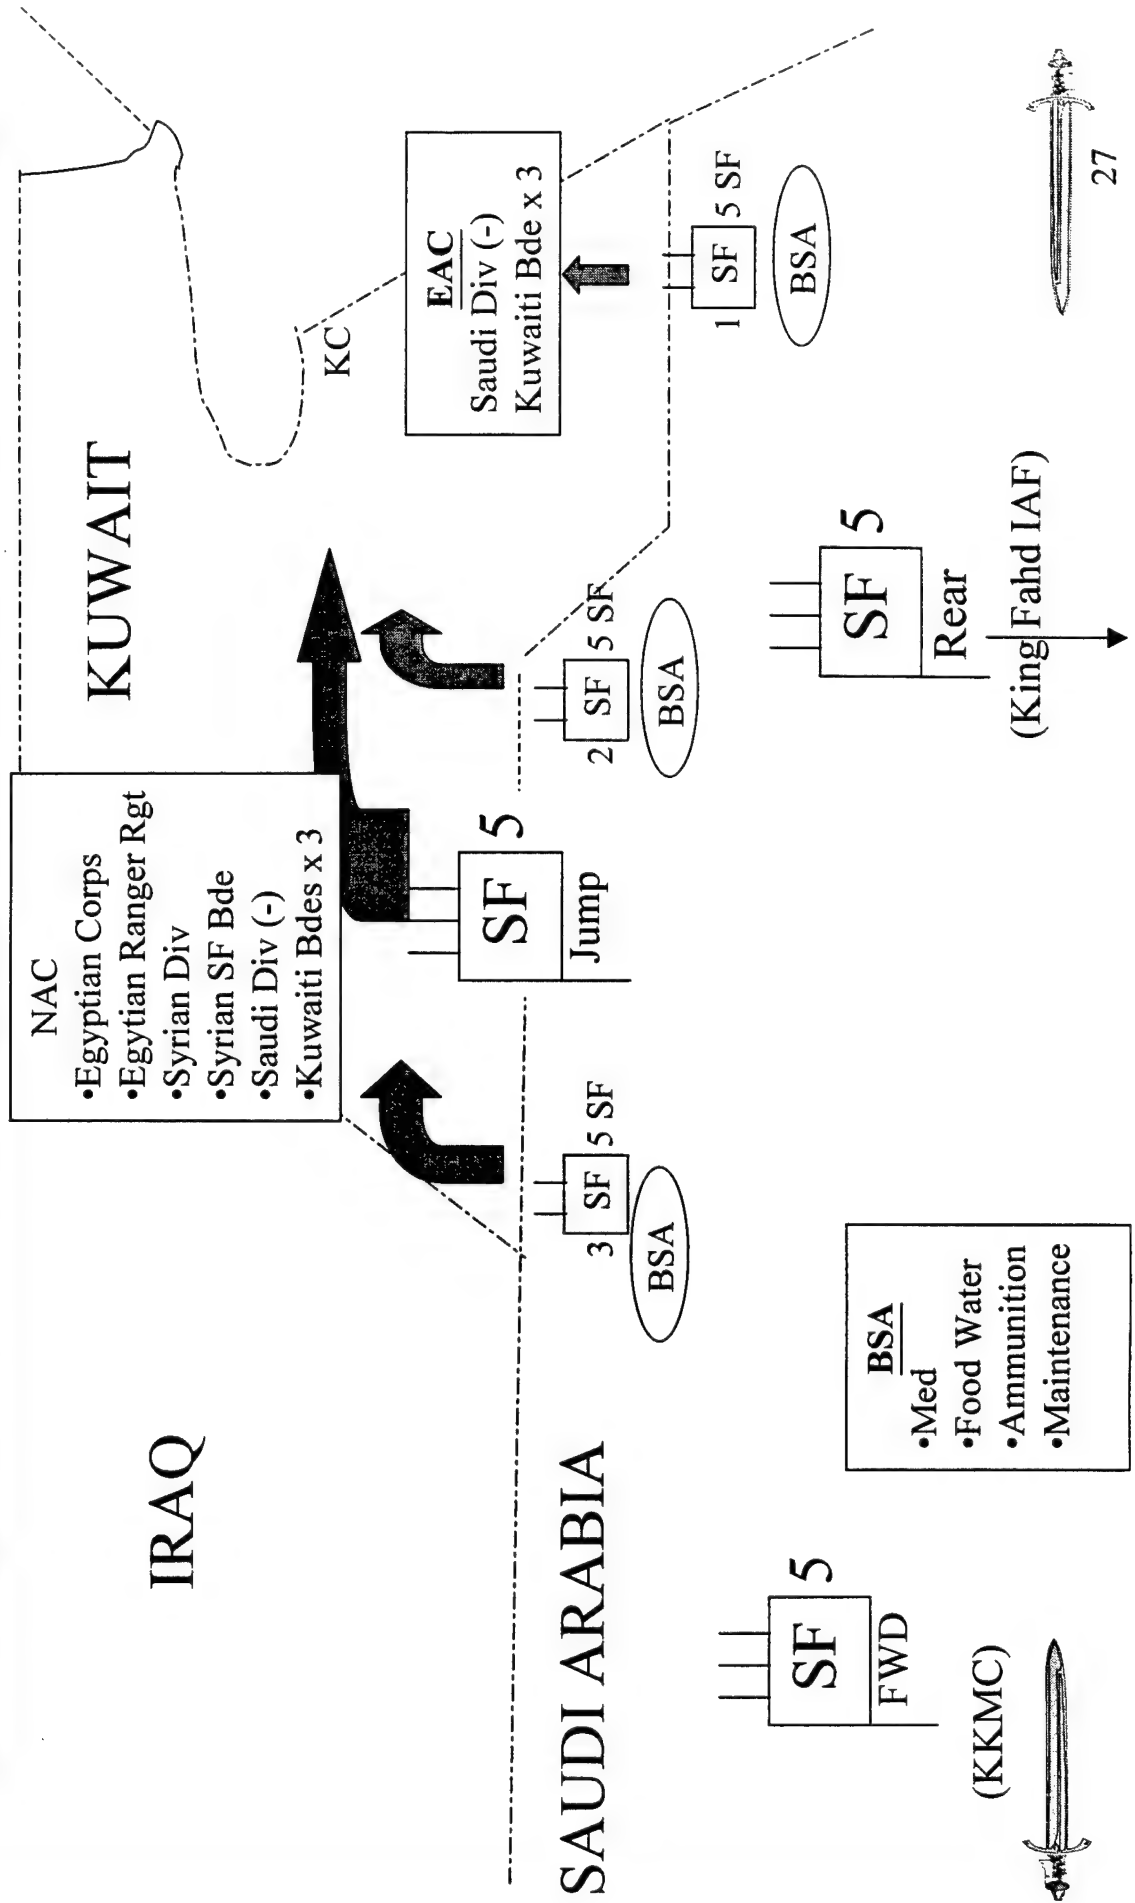 IRAQ
KUWAIT
NAC
•Egyptian Corps
•Egytian Ranger Rgt
•Syrian Div
•Syrian SF Bde
•Saudi Div (-)
•Kuwaiti Bdes x 3
KC
EAC
Saudi Div (-)
Kuwaiti Bde x 3
SAUDI ARABIA
3 SF 5 SF
BSA
SF 5
Jump
2 SF 5 SF
BSA
1 SF 5 SF
BSA
SF 5
FWD
(KKMC)
BSA
•Med
•Food Water
•Ammunition
•Maintenance
SF 5
Rear
(King Fahd IAF)
27